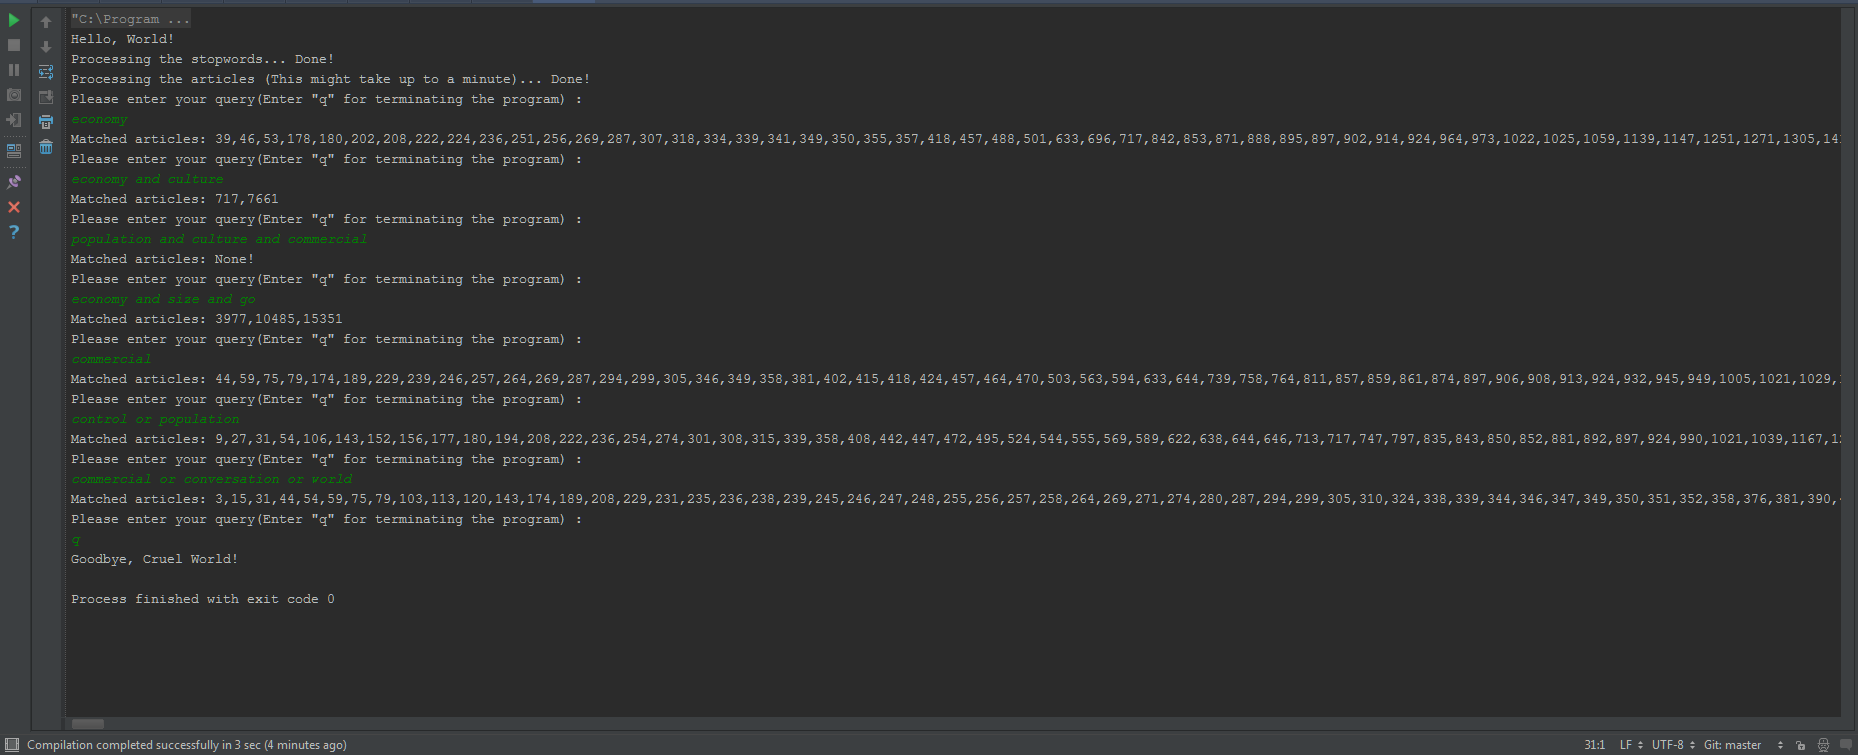 "C:\Program ...
Hello, World!
Processing the stopwords... Done!
Processing the articles (This might take up to a minute)... Done!
Please enter your query(Enter "q" for terminating the program) :
economy
Matched articles: 39,46,53,178,180,202,208,222,224,236,251,256,269,287,307,318,334,339,341,349,350,355,357,418,457,488,501,633,696,717,842,853,871,888,895,897,902,914,924,964,973,1022,1025,1059,1139,1147,1251,1271,1305,14
Please enter your query(Enter "q" for terminating the program) :
economy and culture
Matched articles: 717,7661
Please enter your query(Enter "q" for terminating the program) :
population and culture and commercial
Matched articles: None!
Please enter your query(Enter "q" for terminating the program) :
economy and size and go
Matched articles: 3977,10485,15351
Please enter your query(Enter "q" for terminating the program) :
commercial
Matched articles: 44,59,75,79,174,189,229,239,246,257,264,269,287,294,299,305,346,349,358,381,402,415,418,424,457,464,470,503,563,594,633,644,739,758,764,811,857,859,861,874,897,906,908,913,924,932,945,949,1005,1021,1029,
Please enter your query(Enter "q" for terminating the program) :
control or population
Matched articles: 9,27,31,54,106,143,152,156,177,180,194,208,222,236,254,274,301,308,315,339,358,408,442,447,472,495,524,544,555,569,589,622,638,644,646,713,717,747,797,835,843,850,852,881,892,897,924,990,1021,1039,1167,1
Please enter your query(Enter "q" for terminating the program) :
commercial or conversation or world
Matched articles: 3,15,31,44,54,59,75,79,103,113,120,143,174,189,208,229,231,235,236,238,239,245,246,247,248,255,256,257,258,264,269,271,274,280,287,294,299,305,310,324,338,339,344,346,347,349,350,351,352,358,376,381,390,
Please enter your query(Enter "q" for terminating the program) :
q
Goodbye, Cruel World!
Process finished with exit code 0
Compilation completed successfully in 3 sec (4 minutes ago) 31:1 LF UTF-8 Git: master